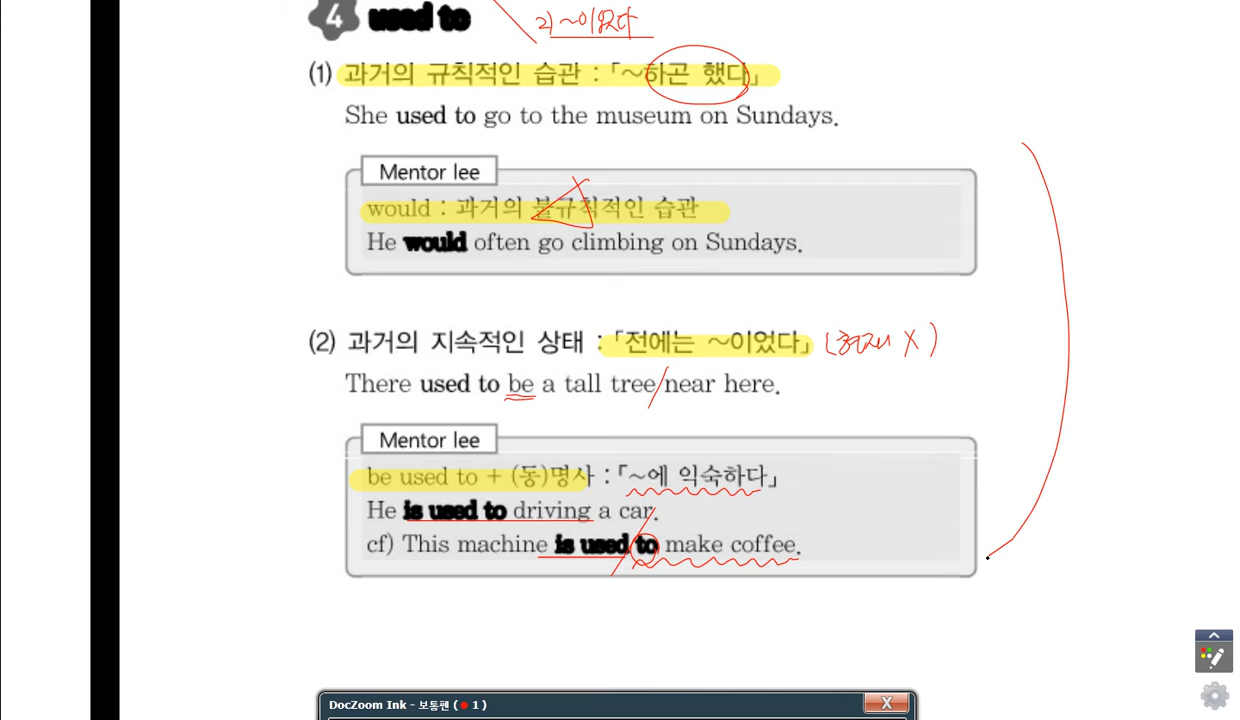 4 used to
2) ~이었다
(1) 과거의 규칙적인 습관 : 「~하곤 했다」
She used to go to the museum on Sundays.
Mentor lee
would : 과거의 불규칙적인 습관
He would often go climbing on Sundays.
(2) 과거의 지속적인 상태 : 「전에는 ~이었다」 (현재 X)
There used to be a tall tree/near here.
Mentor lee
be used to + (동)명사 : 「~에 익숙하다」
He is used to driving a car.
cf) This machine is used to make coffee.
DocZoom Ink - 보통펜 ( 1 )